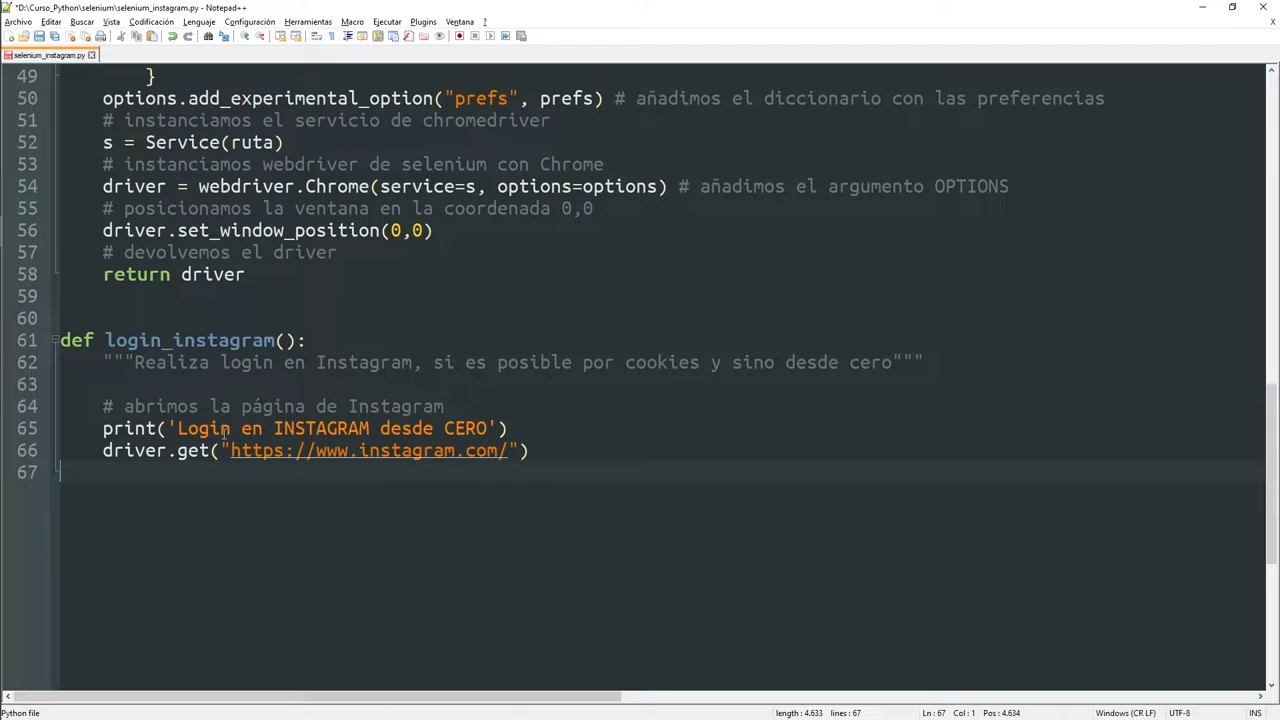 *D:\Curso_Python\selenium\selenium_instagram.py - Notepad++
Archivo Editar Buscar Vista Codificación Lenguaje Configuración Herramientas Macro Ejecutar Plugins Ventana ?
selenium_instagram.py
49 }
50 options.add_experimental_option("prefs", prefs) # añadimos el diccionario con las preferencias
51 # instanciamos el servicio de chromedriver
52 s = Service(ruta)
53 # instanciamos webdriver de selenium con Chrome
54 driver = webdriver.Chrome(service=s, options=options) # añadimos el argumento OPTIONS
55 # posicionamos la ventana en la coordenada 0,0
56 driver.set_window_position(0,0)
57 # devolvemos el driver
58 return driver
59
60
61 def login_instagram():
62 """Realiza login en Instagram, si es posible por cookies y sino desde cero"""
63
64 # abrimos la página de Instagram
65 print('Login en INSTAGRAM desde CERO')
66 driver.get("https://www.instagram.com/")
67
Python file length : 4.633 lines : 67 Ln : 67 Col : 1 Pos : 4.634 Windows (CR LF) UTF-8 INS